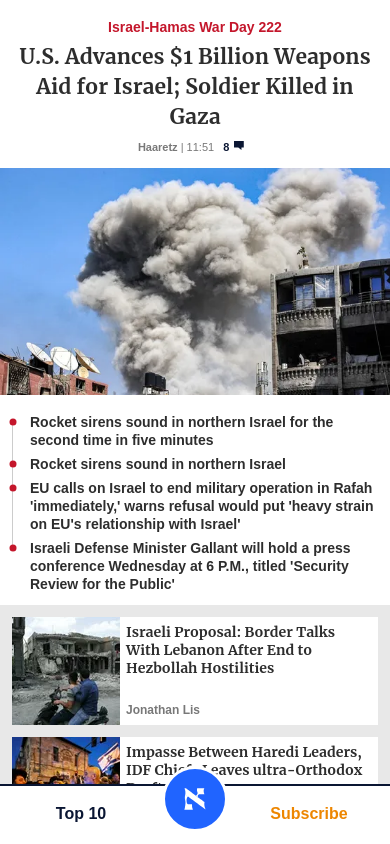 Israel-Hamas War Day 222
U.S. Advances $1 Billion Weapons
Aid for Israel; Soldier Killed in
Gaza
Haaretz | 11:51 8
Rocket sirens sound in northern Israel for the
second time in five minutes
Rocket sirens sound in northern Israel
EU calls on Israel to end military operation in Rafah
'immediately,' warns refusal would put 'heavy strain
on EU's relationship with Israel'
Israeli Defense Minister Gallant will hold a press
conference Wednesday at 6 P.M., titled 'Security
Review for the Public'
Israeli Proposal: Border Talks
With Lebanon After End to
Hezbollah Hostilities
Jonathan Lis
Impasse Between Haredi Leaders,
IDF Leaves ultra-Orthodox
Top 10
Subscribe